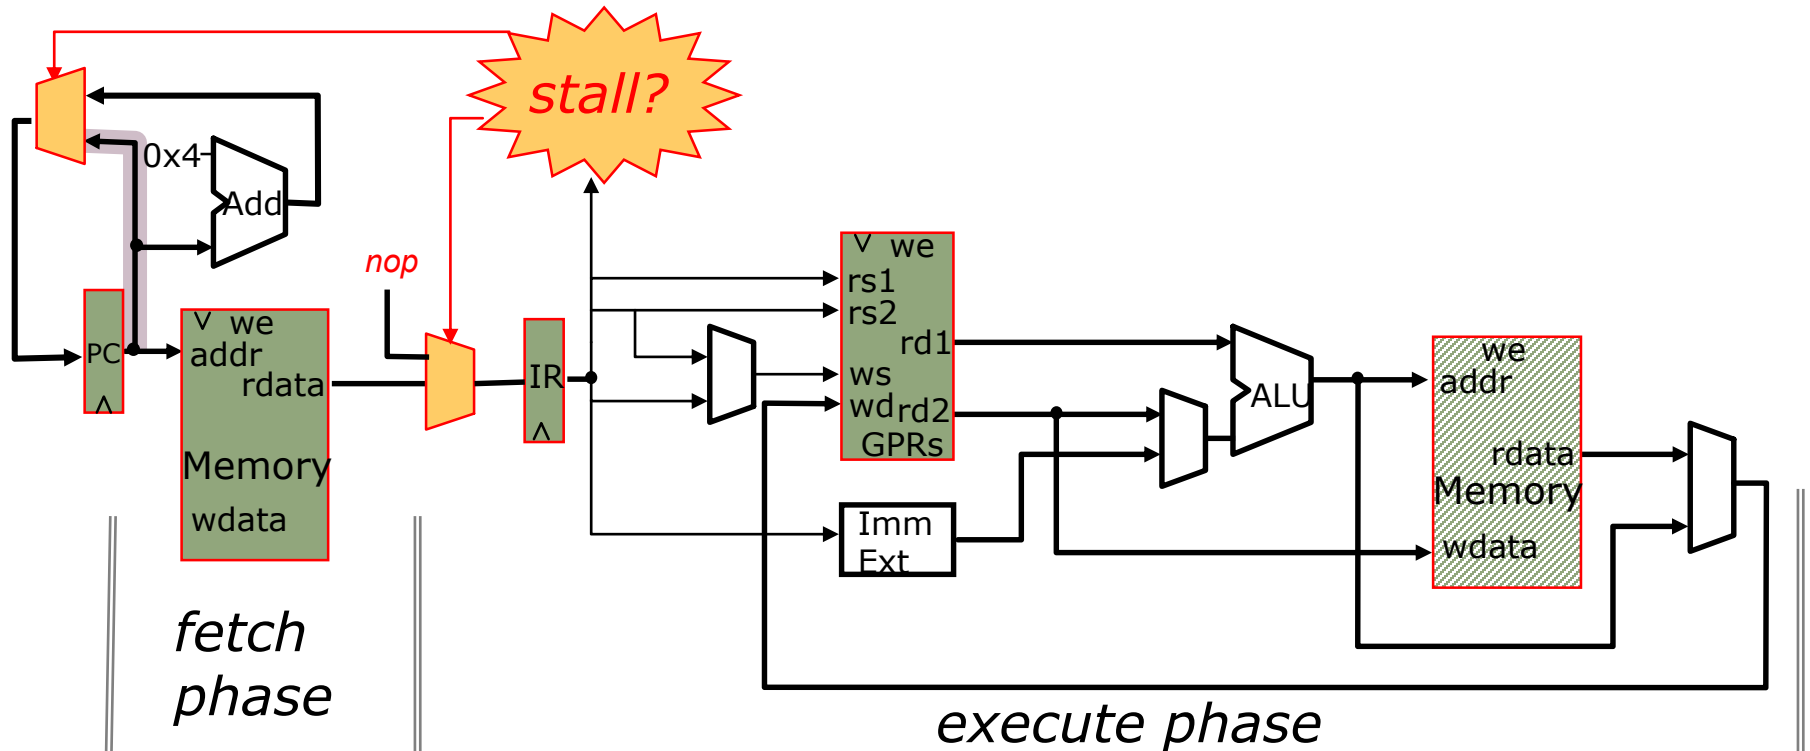 stall?
0x4
Add
nop
PC
we
addr
rdata
Memory
wdata
IR
we
rs1
rs2
rd1
ws
wd rd2
GPRs
Imm
Ext
ALU
we
addr
rdata
Memory
wdata
fetch
phase
execute phase